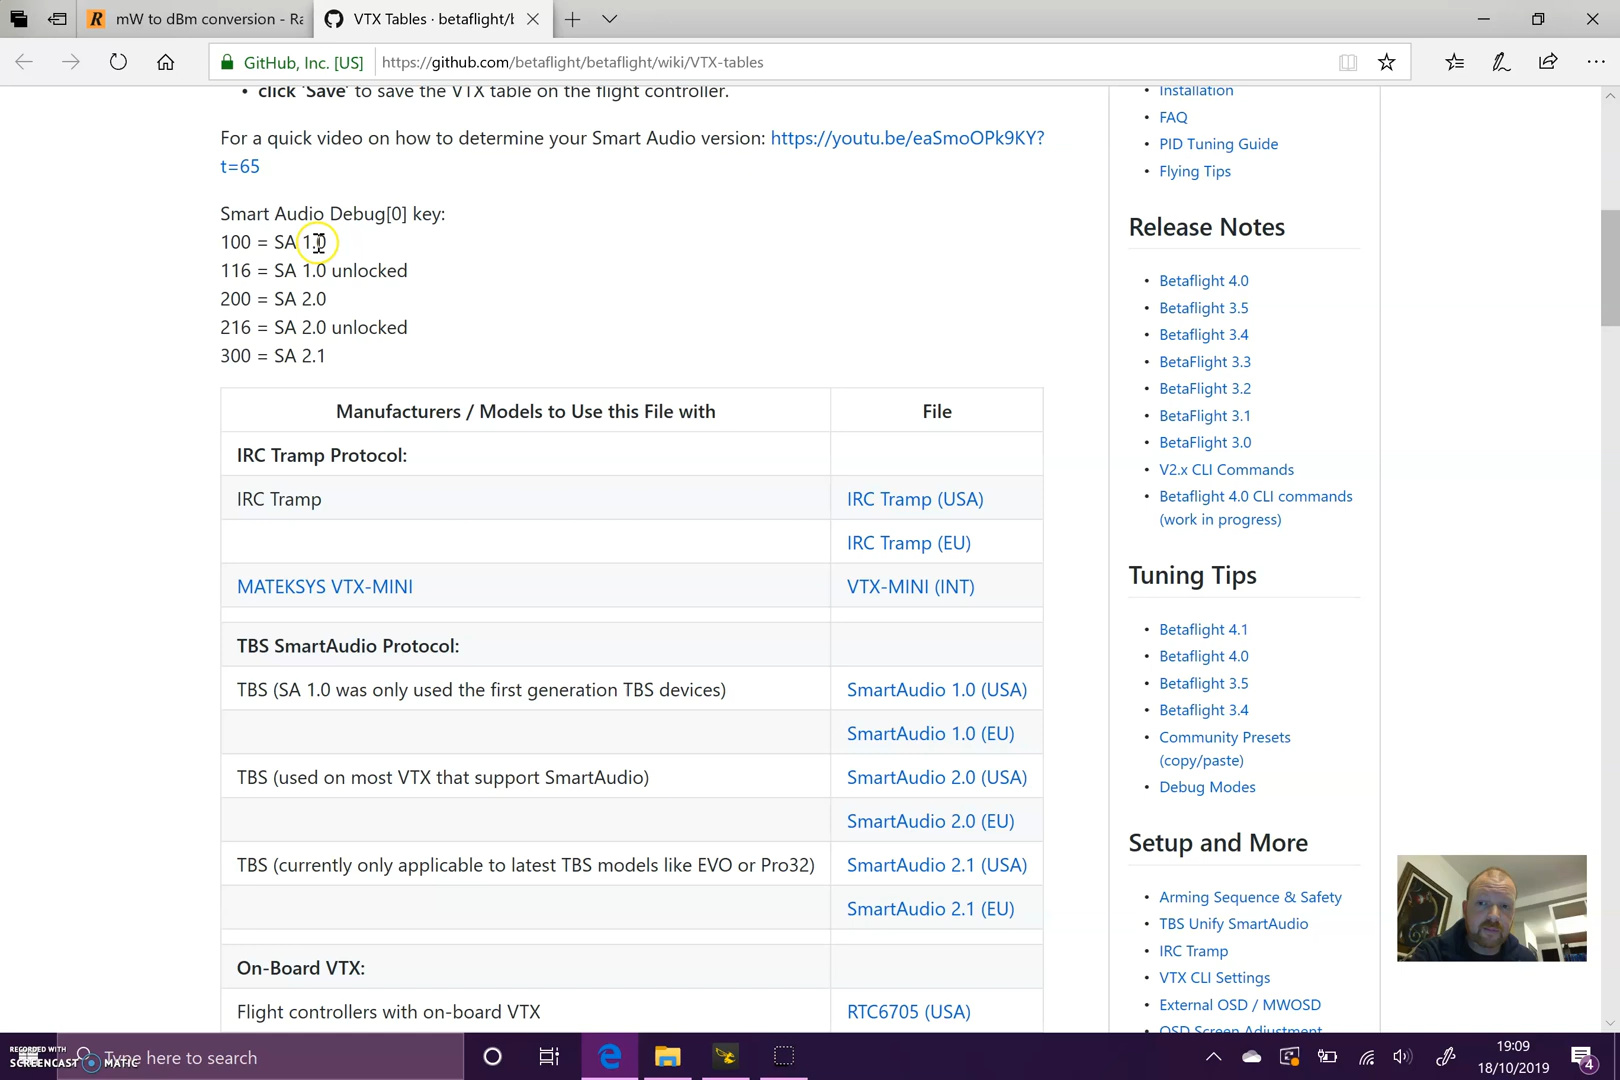 mW to dBm conversion - Ra
VTX Tables · betaflight/b
GitHub, Inc. [US]
https://github.com/betaflight/betaflight/wiki/VTX-tables
• click 'Save' to save the VTX table on the flight controller.
For a quick video on how to determine your Smart Audio version: https://youtu.be/eaSmoOPk9KY?
t=65
Smart Audio Debug[0] key:
100 = SA 1.0
116 = SA 1.0 unlocked
200 = SA 2.0
216 = SA 2.0 unlocked
300 = SA 2.1
Manufacturers / Models to Use this File with File
IRC Tramp Protocol:
IRC Tramp IRC Tramp (USA)
IRC Tramp (EU)
MATEKSYS VTX-MINI VTX-MINI (INT)
TBS SmartAudio Protocol:
TBS (SA 1.0 was only used the first generation TBS devices) SmartAudio 1.0 (USA)
SmartAudio 1.0 (EU)
TBS (used on most VTX that support SmartAudio) SmartAudio 2.0 (USA)
SmartAudio 2.0 (EU)
TBS (currently only applicable to latest TBS models like EVO or Pro32) SmartAudio 2.1 (USA)
SmartAudio 2.1 (EU)
On-Board VTX:
Flight controllers with on-board VTX RTC6705 (USA)
Installation
FAQ
PID Tuning Guide
Flying Tips
Release Notes
Betaflight 4.0
Betaflight 3.5
Betaflight 3.4
BetaFlight 3.3
BetaFlight 3.2
BetaFlight 3.1
BetaFlight 3.0
V2.x CLI Commands
Betaflight 4.0 CLI commands
(work in progress)
Tuning Tips
Betaflight 4.1
Betaflight 4.0
Betaflight 3.5
Betaflight 3.4
Community Presets
(copy/paste)
Debug Modes
Setup and More
Arming Sequence & Safety
TBS Unify SmartAudio
IRC Tramp
VTX CLI Settings
External OSD / MWOSD
OSD Screen Adjustment
RECORDED WITH
SCREENCAST MATIC
Type here to search
19:09
18/10/2019
4